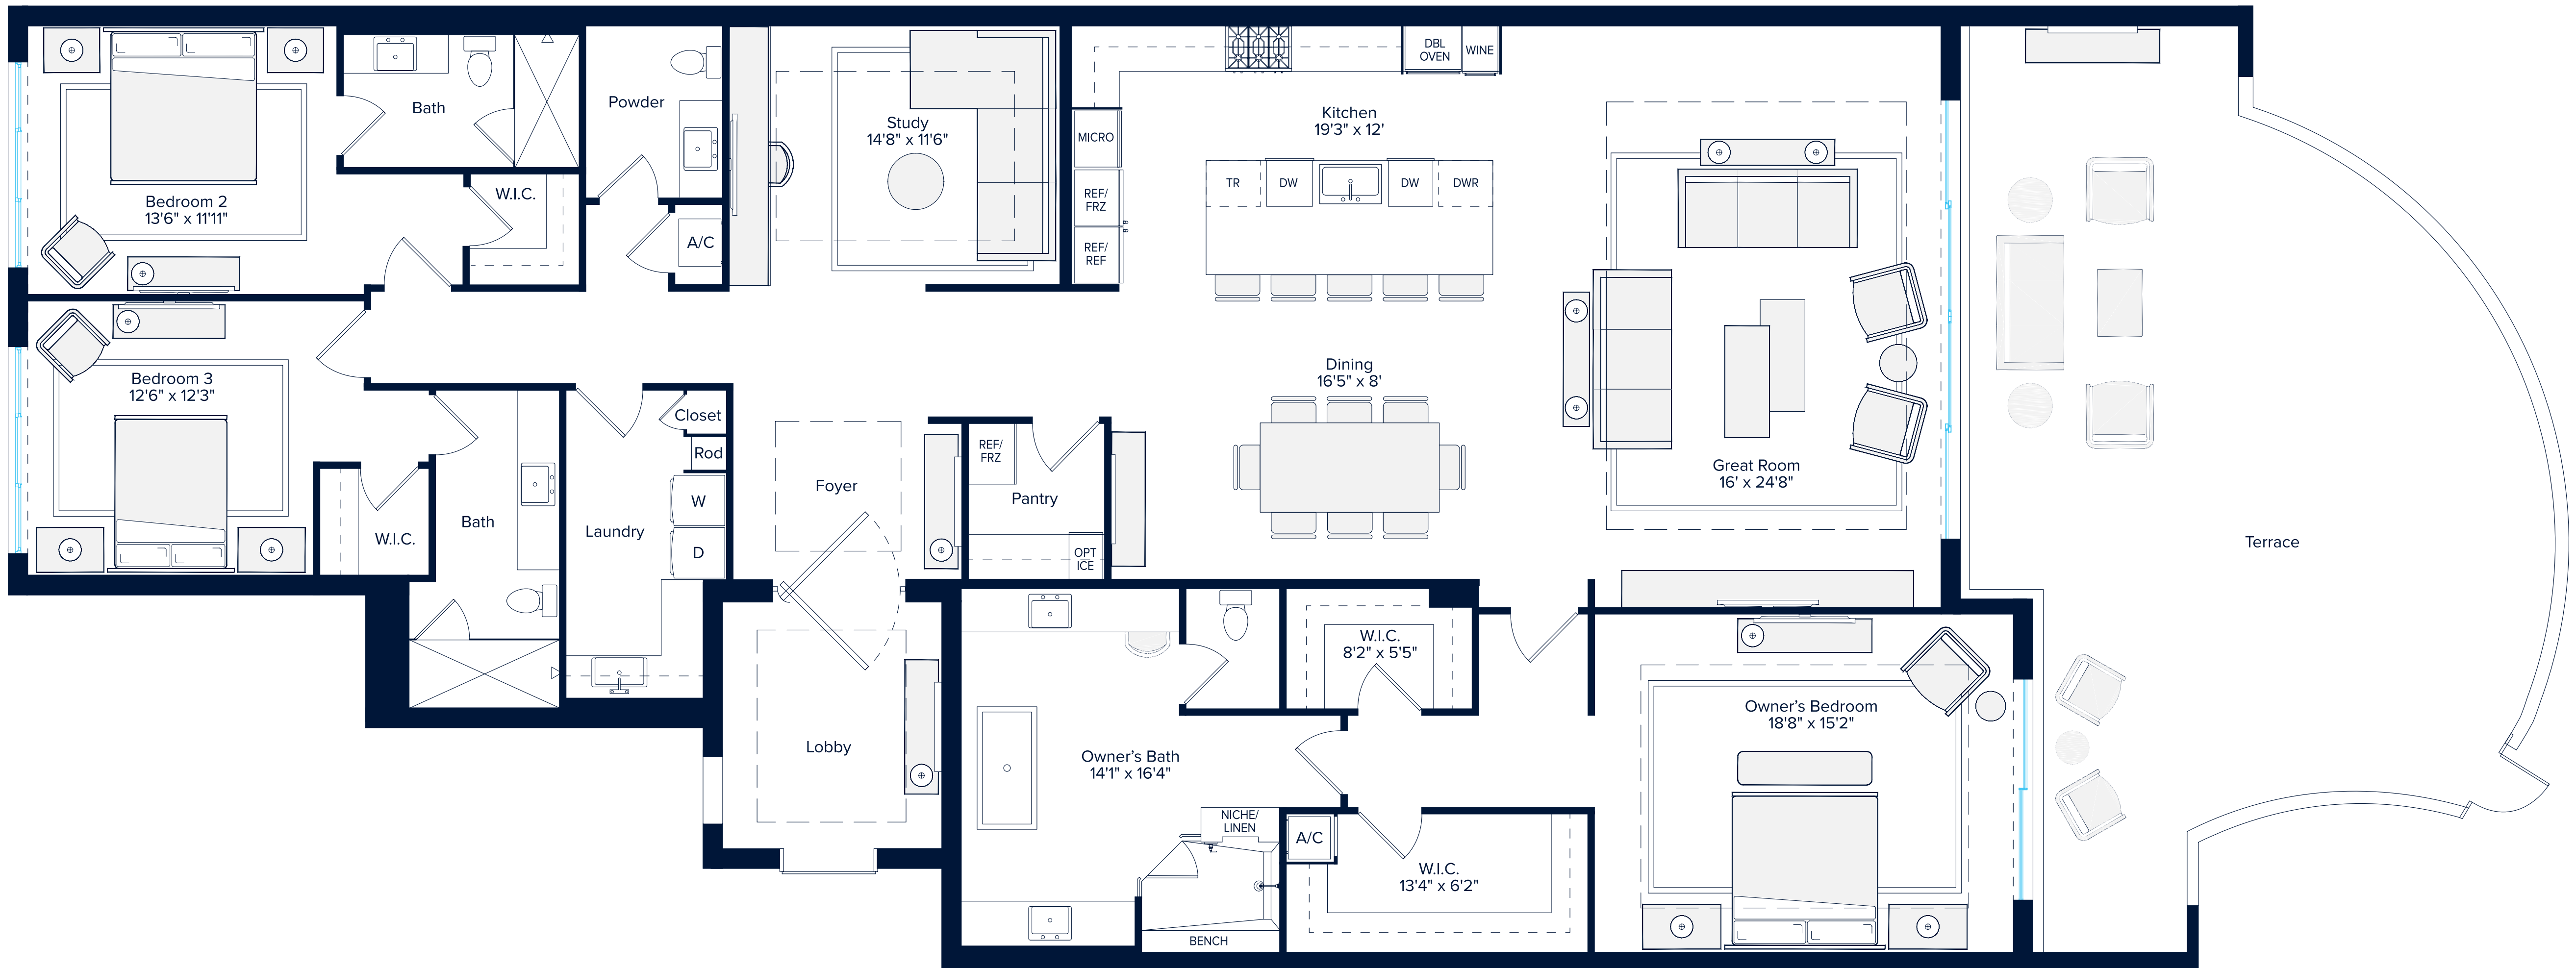 Bedroom 2
13'6" x 11'11"
Bath
W.I.C.
Powder
A/C
Study
14'8" x 11'6"
Kitchen
19'3" x 12'
DBL
OVEN
WINE
MICRO
REF/
FRZ
REF/
REF
TR
DW
DW
DWR
Bedroom 3
12'6" x 12'3"
W.I.C.
Bath
Laundry
Closet
Rod
W
D
Foyer
REF/
FRZ
Pantry
OPT
ICE
Dining
16'5" x 8'
Great Room
16' x 24'8"
Terrace
Lobby
Owner's Bath
14'1" x 16'4"
NICHE/
LINEN
BENCH
W.I.C.
8'2" x 5'5"
A/C
W.I.C.
13'4" x 6'2"
Owner's Bedroom
18'8" x 15'2"